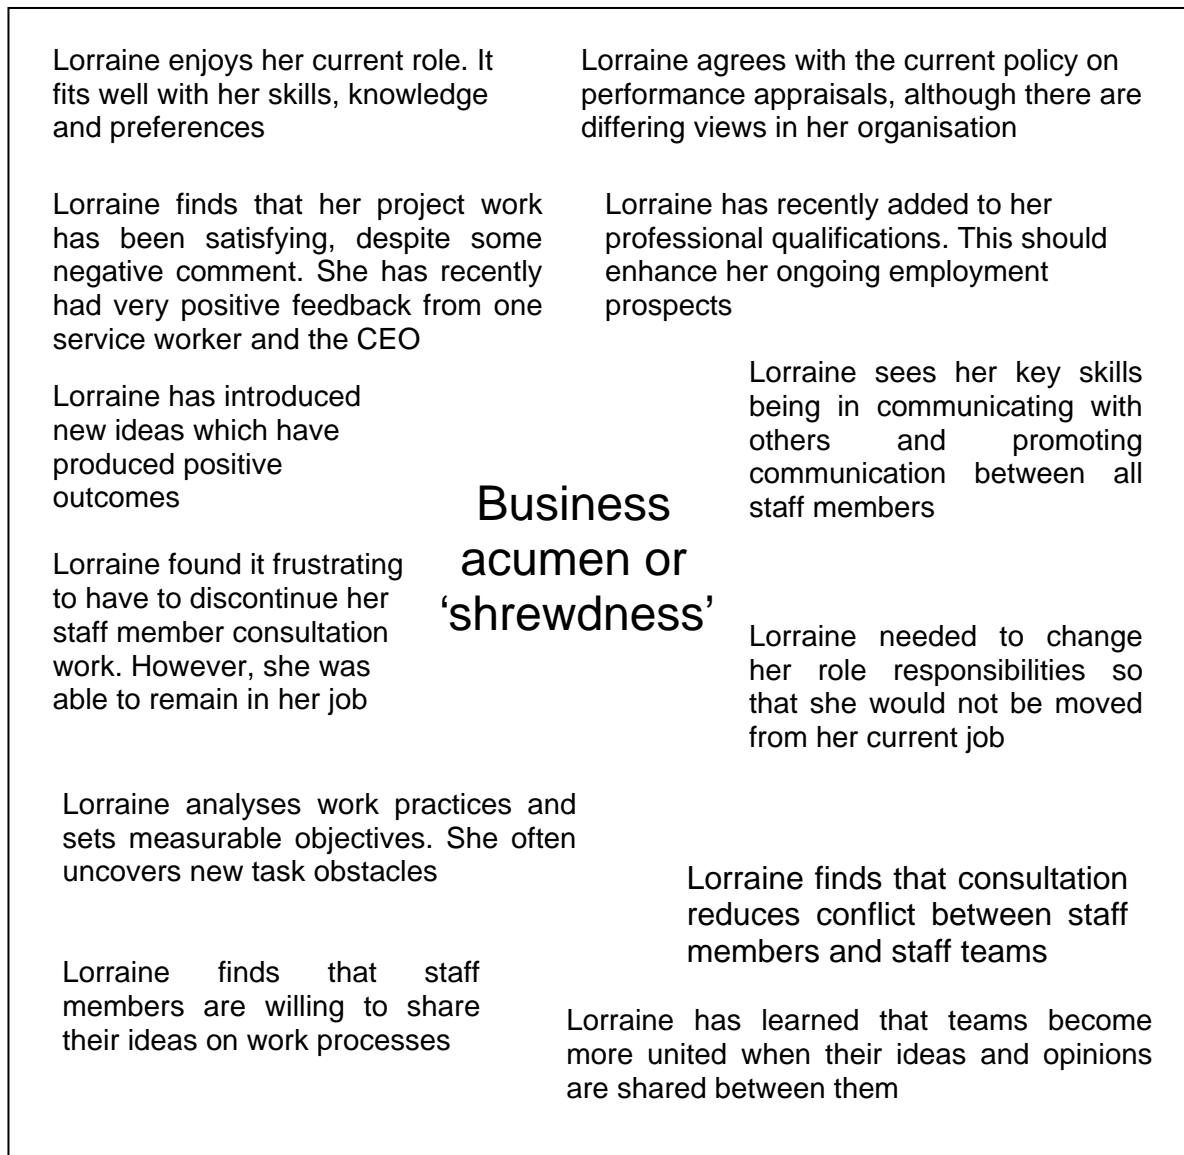 Lorraine enjoys her current role. It
fits well with her skills, knowledge
and preferences
Lorraine agrees with the current policy on
performance appraisals, although there are
differing views in her organisation
Lorraine finds that her project work
has been satisfying, despite some
negative comment. She has recently
had very positive feedback from one
service worker and the CEO
Lorraine has recently added to her
professional qualifications. This should
enhance her ongoing employment
prospects
Lorraine has introduced
new ideas which have
produced positive
outcomes
Lorraine sees her key skills
being in communicating with
others and promoting
communication between all
staff members
Business
acumen or
‘shrewdness’
Lorraine found it frustrating
to have to discontinue her
staff member consultation
work. However, she was
able to remain in her job
Lorraine needed to change
her role responsibilities so
that she would not be moved
from her current job
Lorraine analyses work practices and
sets measurable objectives. She often
uncovers new task obstacles
Lorraine finds that consultation
reduces conflict between staff
members and staff teams
Lorraine finds that staff
members are willing to share
their ideas on work processes
Lorraine has learned that teams become
more united when their ideas and opinions
are shared between them